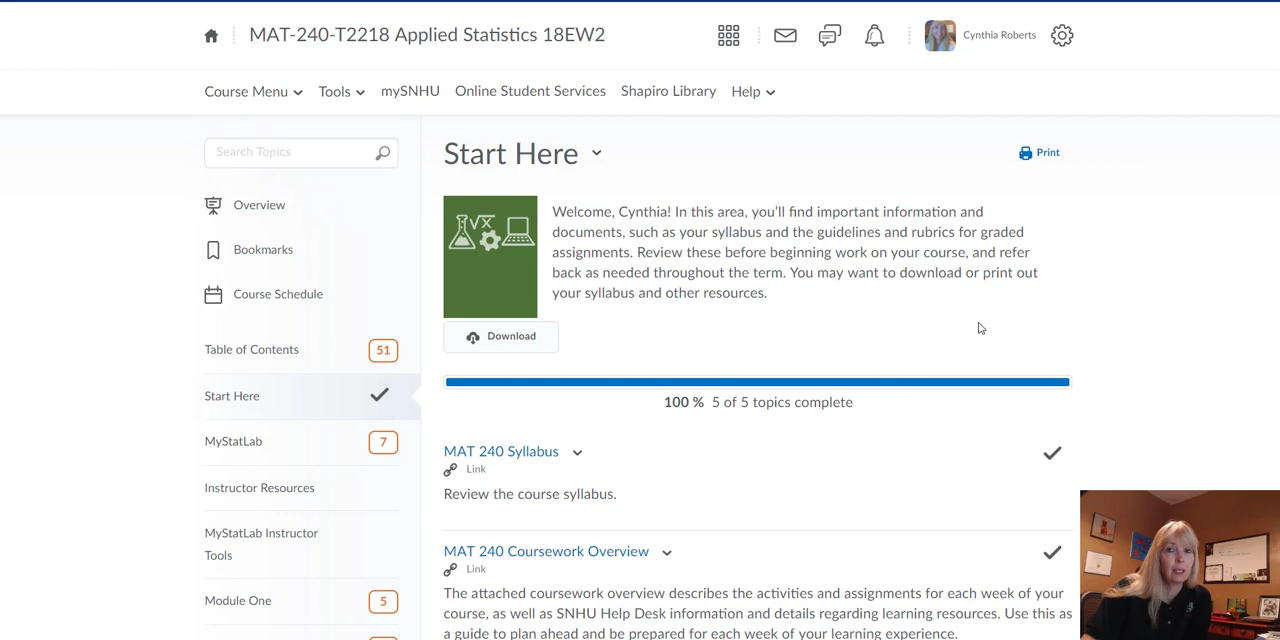 MAT-240-T2218 Applied Statistics 18EW2
Cynthia Roberts
Course Menu
Tools
mySNHU
Online Student Services
Shapiro Library
Help
Search Topics
Overview
Bookmarks
Course Schedule
Table of Contents 51
Start Here
MyStatLab 7
Instructor Resources
MyStatLab Instructor
Tools
Module One 5
Start Here
Print
√x
Welcome, Cynthia! In this area, you'll find important information and
documents, such as your syllabus and the guidelines and rubrics for graded
assignments. Review these before beginning work on your course, and refer
back as needed throughout the term. You may want to download or print out
your syllabus and other resources.
Download
100 % 5 of 5 topics complete
MAT 240 Syllabus
Link
Review the course syllabus.
MAT 240 Coursework Overview
Link
The attached coursework overview describes the activities and assignments for each week of your
course, as well as SNHU Help Desk information and details regarding learning resources. Use this as
a guide to plan ahead and be prepared for each week of your learning experience.